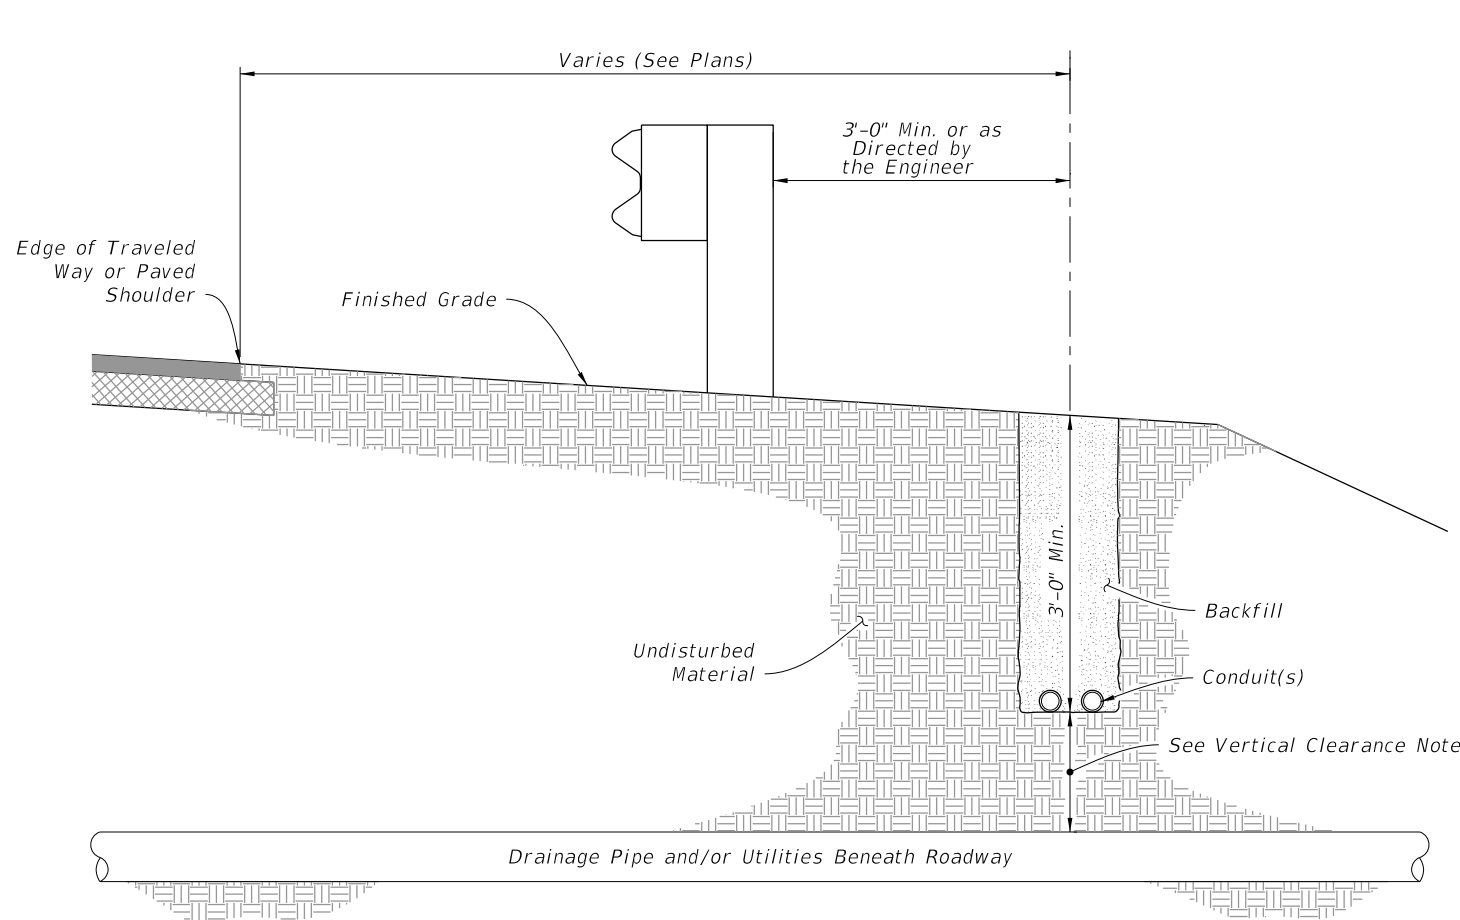 Varies (See Plans)
3'-0" Min. or as
Directed by
the Engineer
Edge of Traveled
Way or Paved
Shoulder
Finished Grade
3'-0" Min.
Backfill
Undisturbed
Material
Conduit(s)
See Vertical Clearance Note
Drainage Pipe and/or Utilities Beneath Roadway